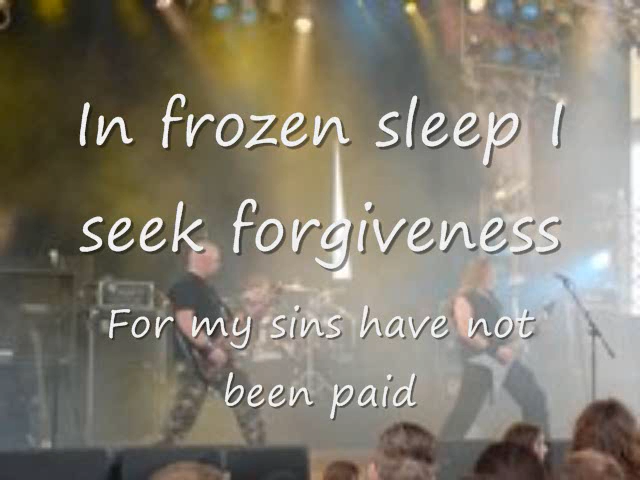 In frozen sleep I
seek forgiveness
For my sins have not
been paid